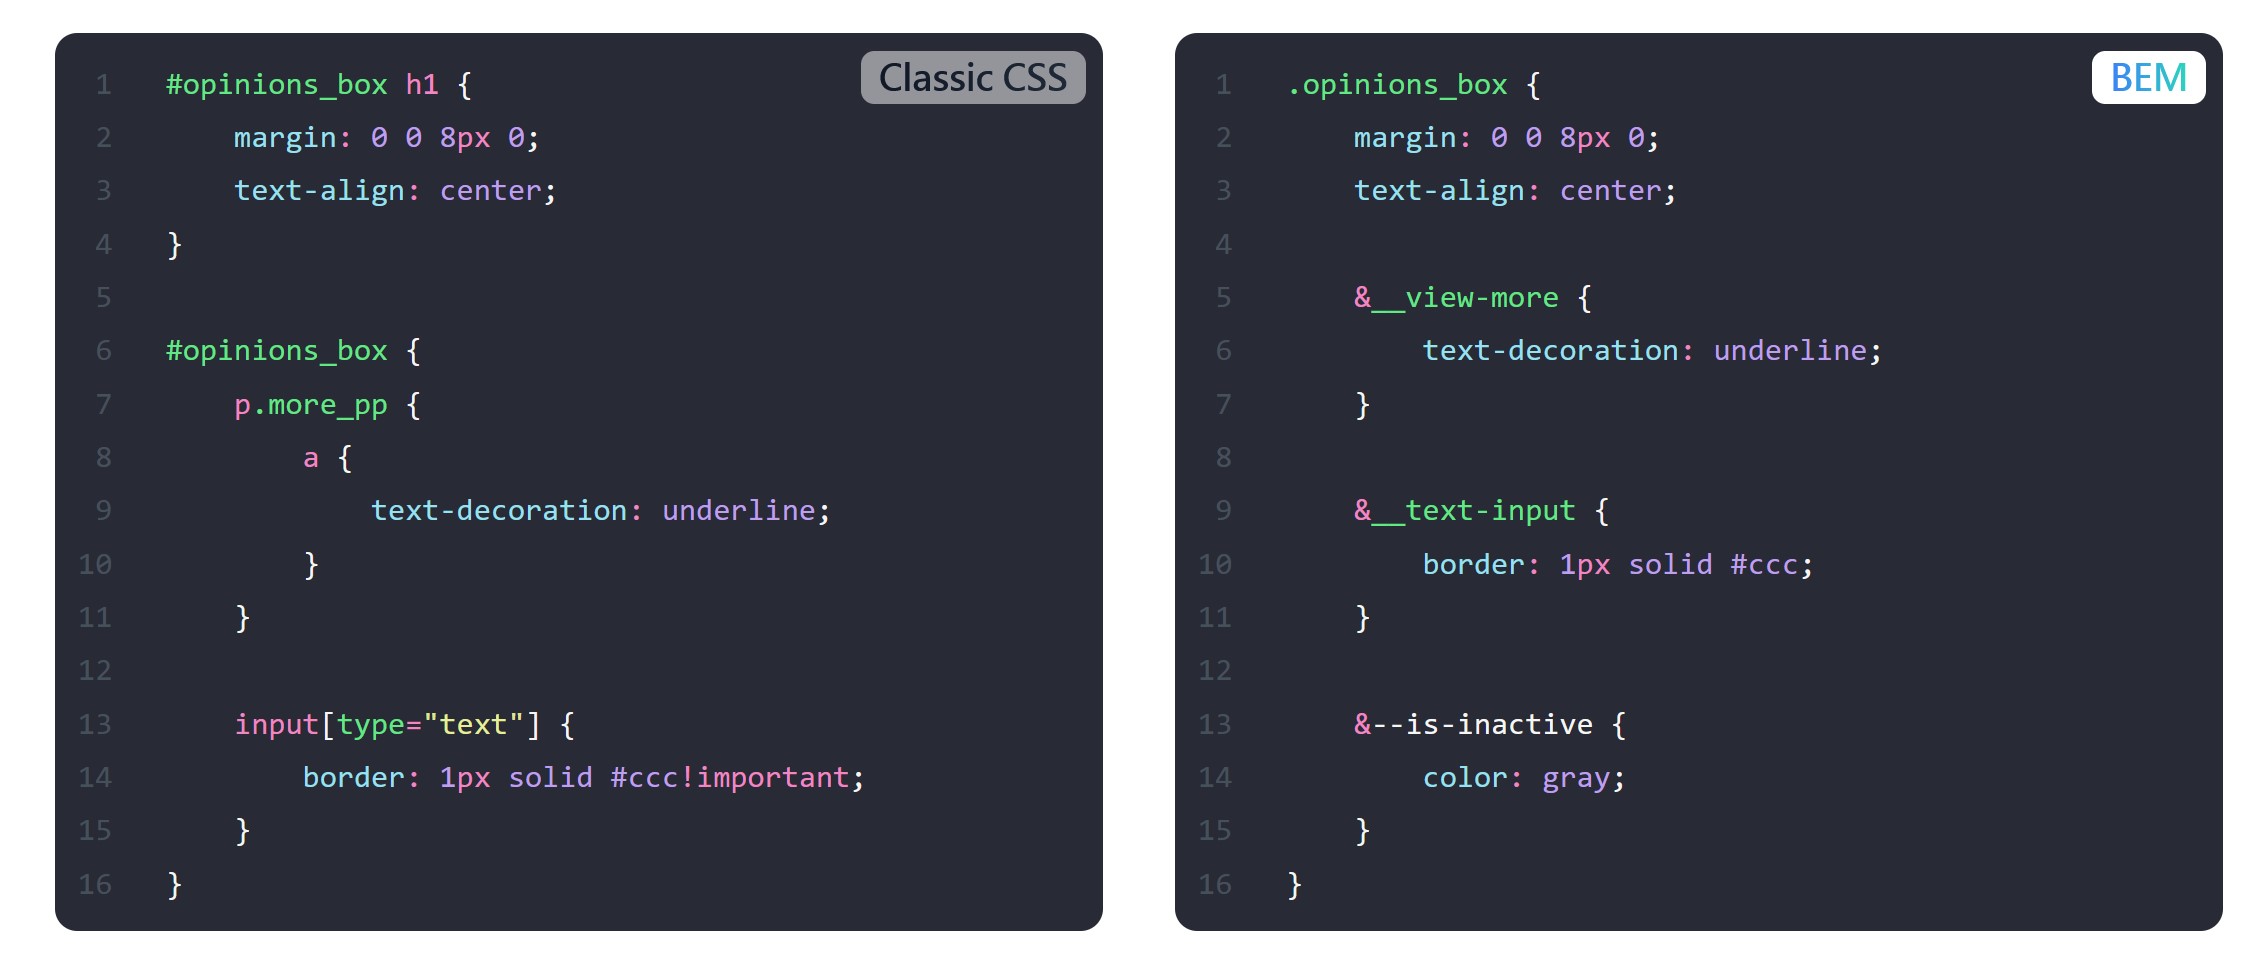 Classic CSS
1 #opinions_box h1 {
2     margin: 0 0 8px 0;
3     text-align: center;
4 }
5
6 #opinions_box {
7     p.more_pp {
8         a {
9             text-decoration: underline;
10         }
11     }
12
13     input[type="text"] {
14         border: 1px solid #ccc!important;
15     }
16 }
BEM
1 .opinions_box {
2     margin: 0 0 8px 0;
3     text-align: center;
4
5     &__view-more {
6         text-decoration: underline;
7     }
8
9     &__text-input {
10         border: 1px solid #ccc;
11     }
12
13     &--is-inactive {
14         color: gray;
15     }
16 }